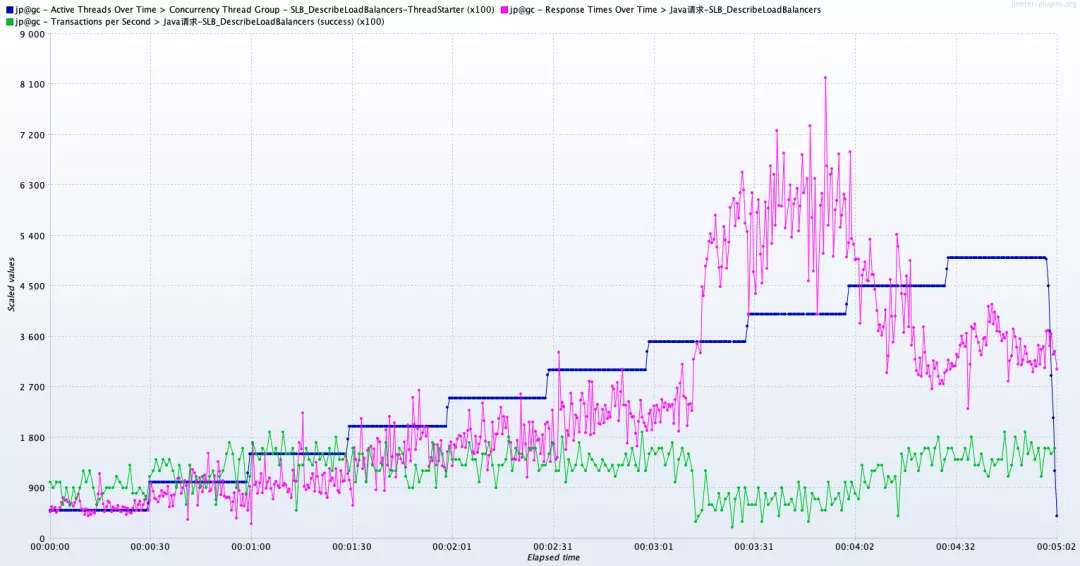 jp@gc - Active Threads Over Time > Concurrency Thread Group - SLB_DescribeLoadBalancers-ThreadStarter (x100) jp@gc - Response Times Over Time > Java请求-SLB_DescribeLoadBalancers
jmeter-plugins.org
jp@gc - Transactions per Second > Java请求-SLB_DescribeLoadBalancers (success) (x100)
9 000
8 100
7 200
6 300
5 400
4 500
3 600
2 700
1 800
900
0
Scaled values
00:00:00 00:00:30 00:01:00 00:01:30 00:02:01 00:02:31 00:03:01 00:03:31 00:04:02 00:04:32 00:05:02
Elapsed time